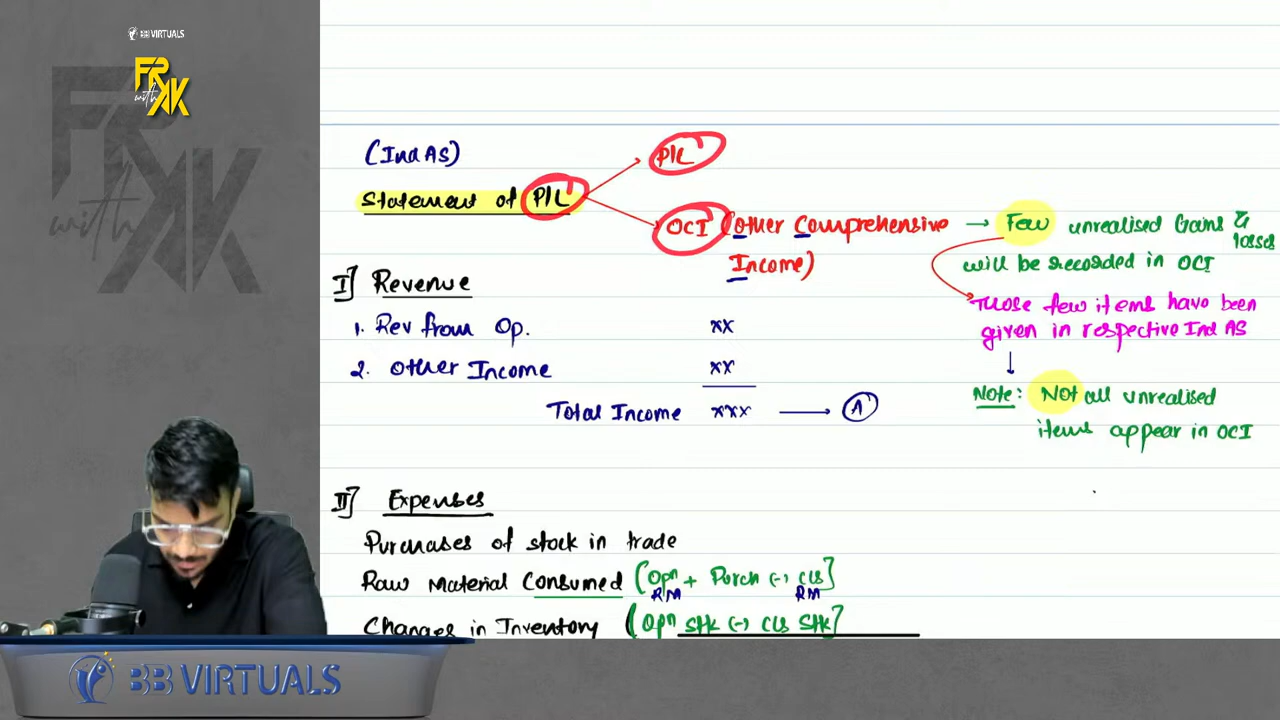 BB VIRTUALS
FR
with
AK
(Ind AS)
Statement of P/L
P/L
OCI (Other Comprehensive
Income)
→ Few unrealised Gains &
losses
will be recorded in OCI
Those few items have been
given in respective Ind AS
↓
Note: Not all unrealised
items appear in OCI
I] Revenue
1. Rev from Op. xx
2. Other Income xx
Total Income xxx → A
II] Expenses
Purchases of stock in trade
Raw Material Consumed [Opn + Purch (-) cls]
RM RM
Changes in Inventory [Opn stk (-) cls stk]
BB VIRTUALS